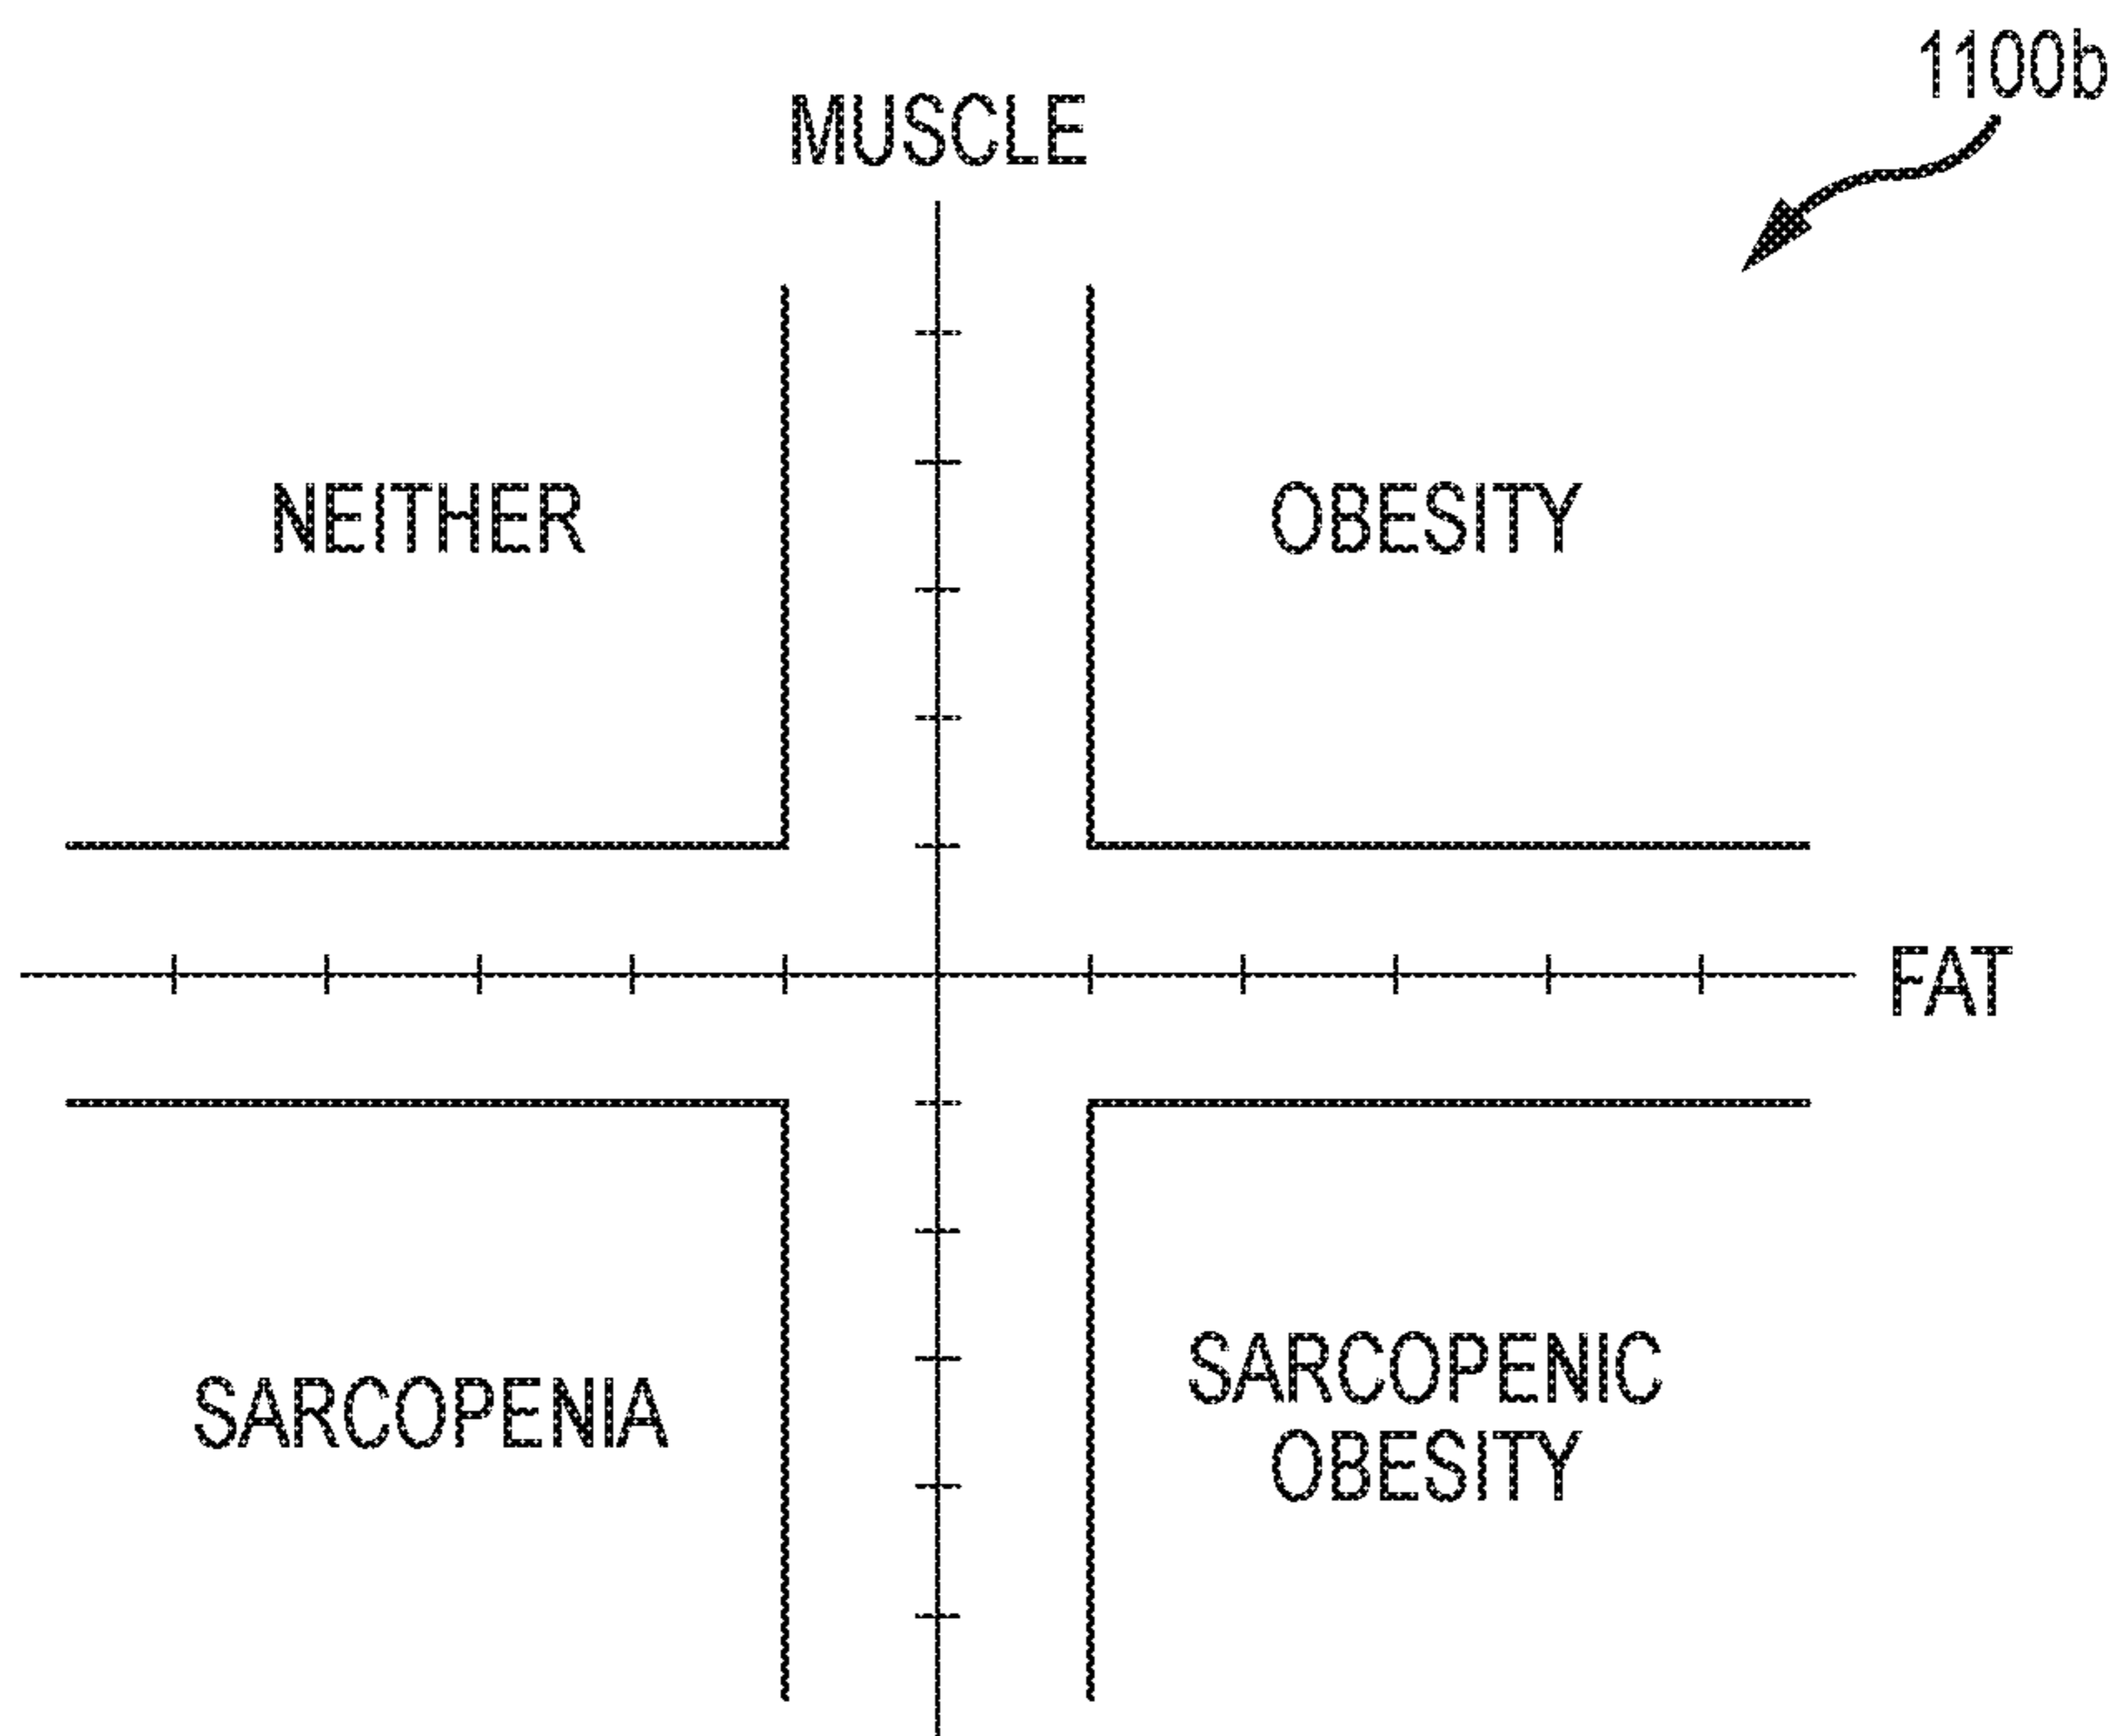 1100b
MUSCLE
NEITHER
OBESITY
FAT
SARCOPENIA
SARCOPENIC
OBESITY